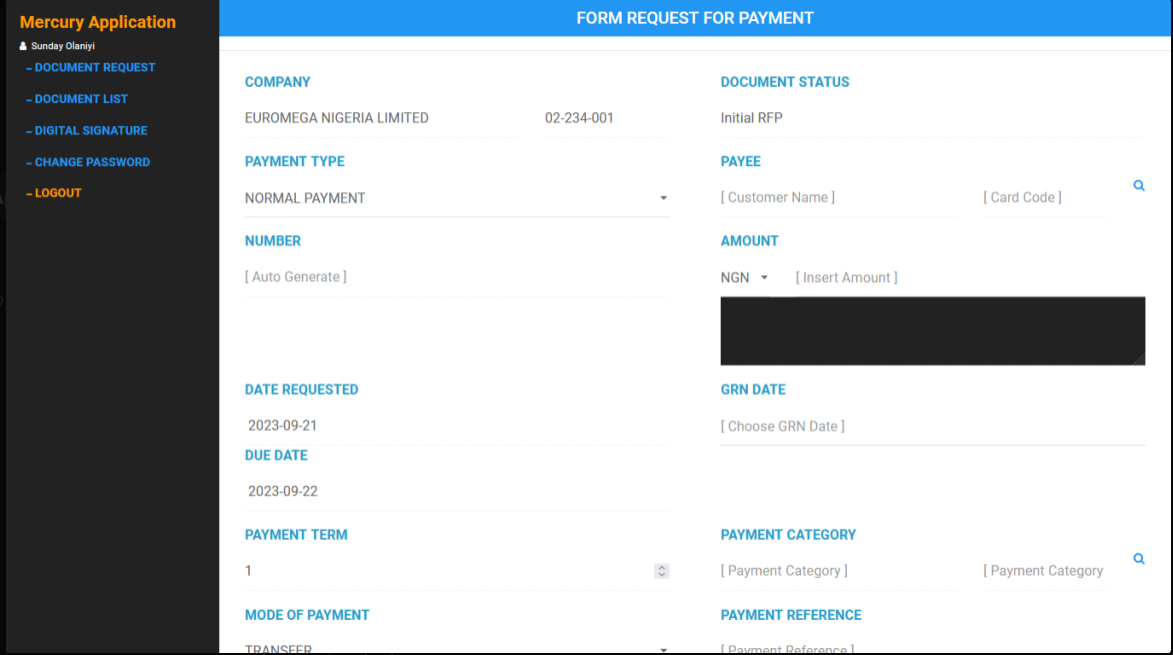 Mercury Application
Sunday Olaniyi
– DOCUMENT REQUEST
– DOCUMENT LIST
– DIGITAL SIGNATURE
– CHANGE PASSWORD
– LOGOUT
FORM REQUEST FOR PAYMENT
COMPANY
EUROMEGA NIGERIA LIMITED 02-234-001
DOCUMENT STATUS
Initial RFP
PAYMENT TYPE
NORMAL PAYMENT
PAYEE
[ Customer Name ] [ Card Code ]
NUMBER
[ Auto Generate ]
AMOUNT
NGN [ Insert Amount ]
DATE REQUESTED
2023-09-21
GRN DATE
[ Choose GRN Date ]
DUE DATE
2023-09-22
PAYMENT TERM
1
PAYMENT CATEGORY
[ Payment Category ] [ Payment Category
MODE OF PAYMENT
TRANSFER
PAYMENT REFERENCE
[ Payment Reference ]